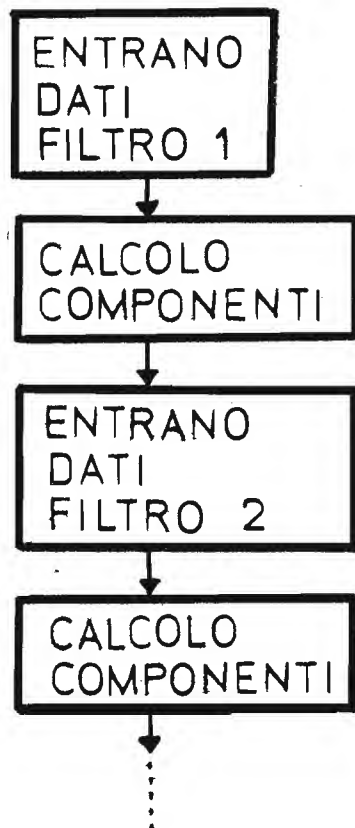 ENTRANO
DATI
FILTRO 1
CALCOLO
COMPONENTI
ENTRANO
DATI
FILTRO 2
CALCOLO
COMPONENTI